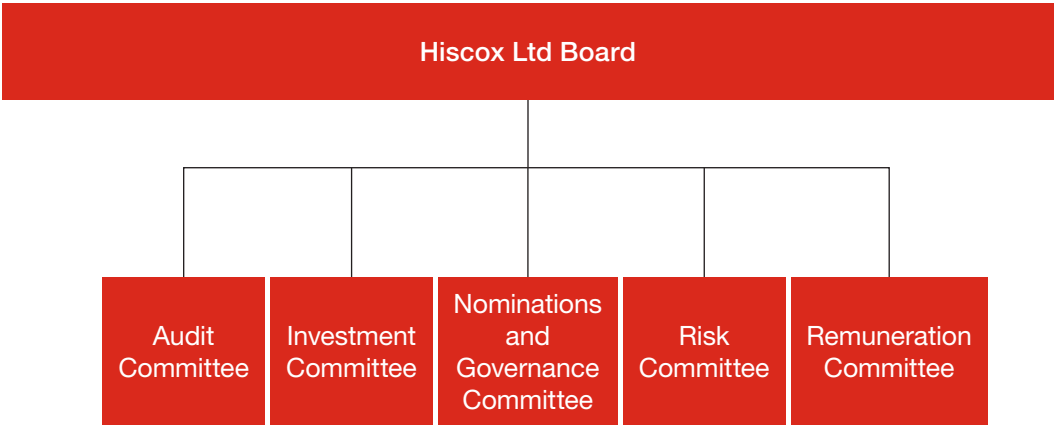 Hiscox Ltd Board
Audit
Committee
Investment
Committee
Nominations
and
Governance
Committee
Risk
Committee
Remuneration
Committee